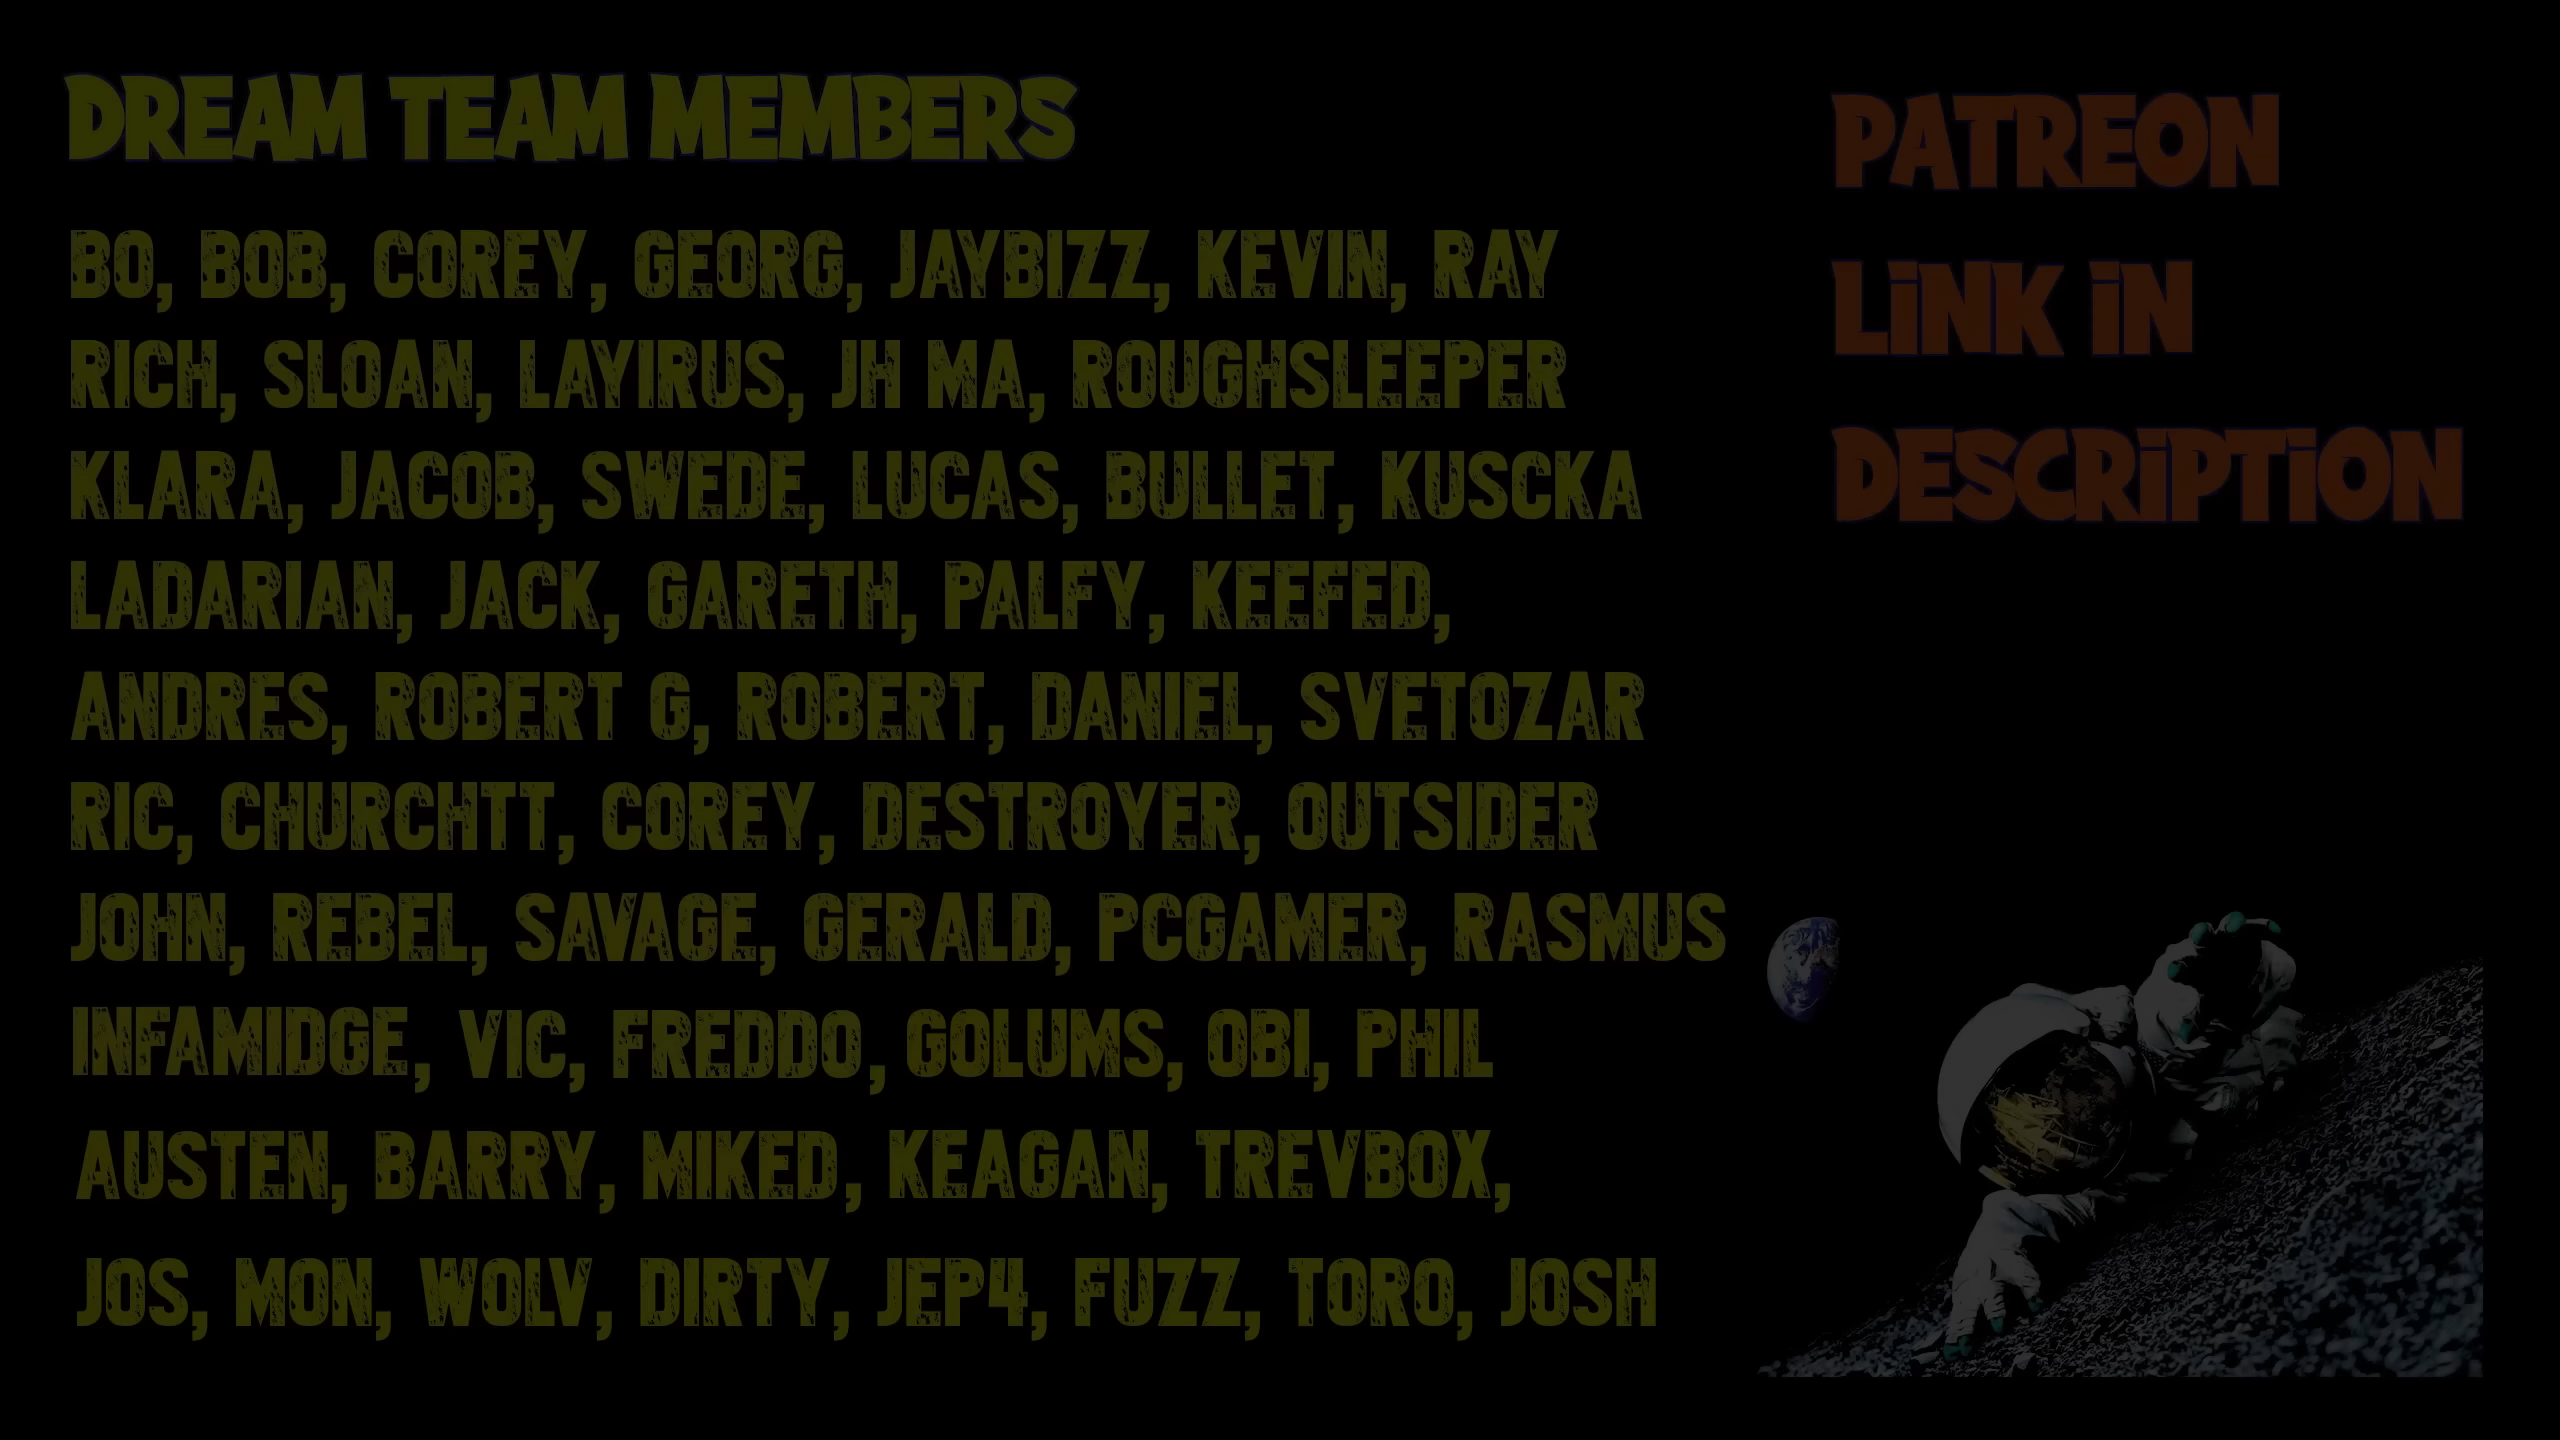 DREAM TEAM MEMBERS
BO, BOB, COREY, GEORG, JAYBIZZ, KEVIN, RAY
RICH, SLOAN, LAYIRUS, JH MA, ROUGHSLEEPER
KLARA, JACOB, SWEDE, LUCAS, BULLET, KUSCKA
LADARIAN, JACK, GARETH, PALFY, KEEFED,
ANDRES, ROBERT G, ROBERT, DANIEL, SVETOZAR
RIC, CHURCHTT, COREY, DESTROYER, OUTSIDER
JOHN, REBEL, SAVAGE, GERALD, PCGAMER, RASMUS
INFAMIDGE, VIC, FREDDO, GOLUMS, OBI, PHIL
AUSTEN, BARRY, MIKED, KEAGAN, TREVBOX,
JOS, MON, WOLV, DIRTY, JEP4, FUZZ, TORO, JOSH
PATREON
LINK IN
DESCRIPTION